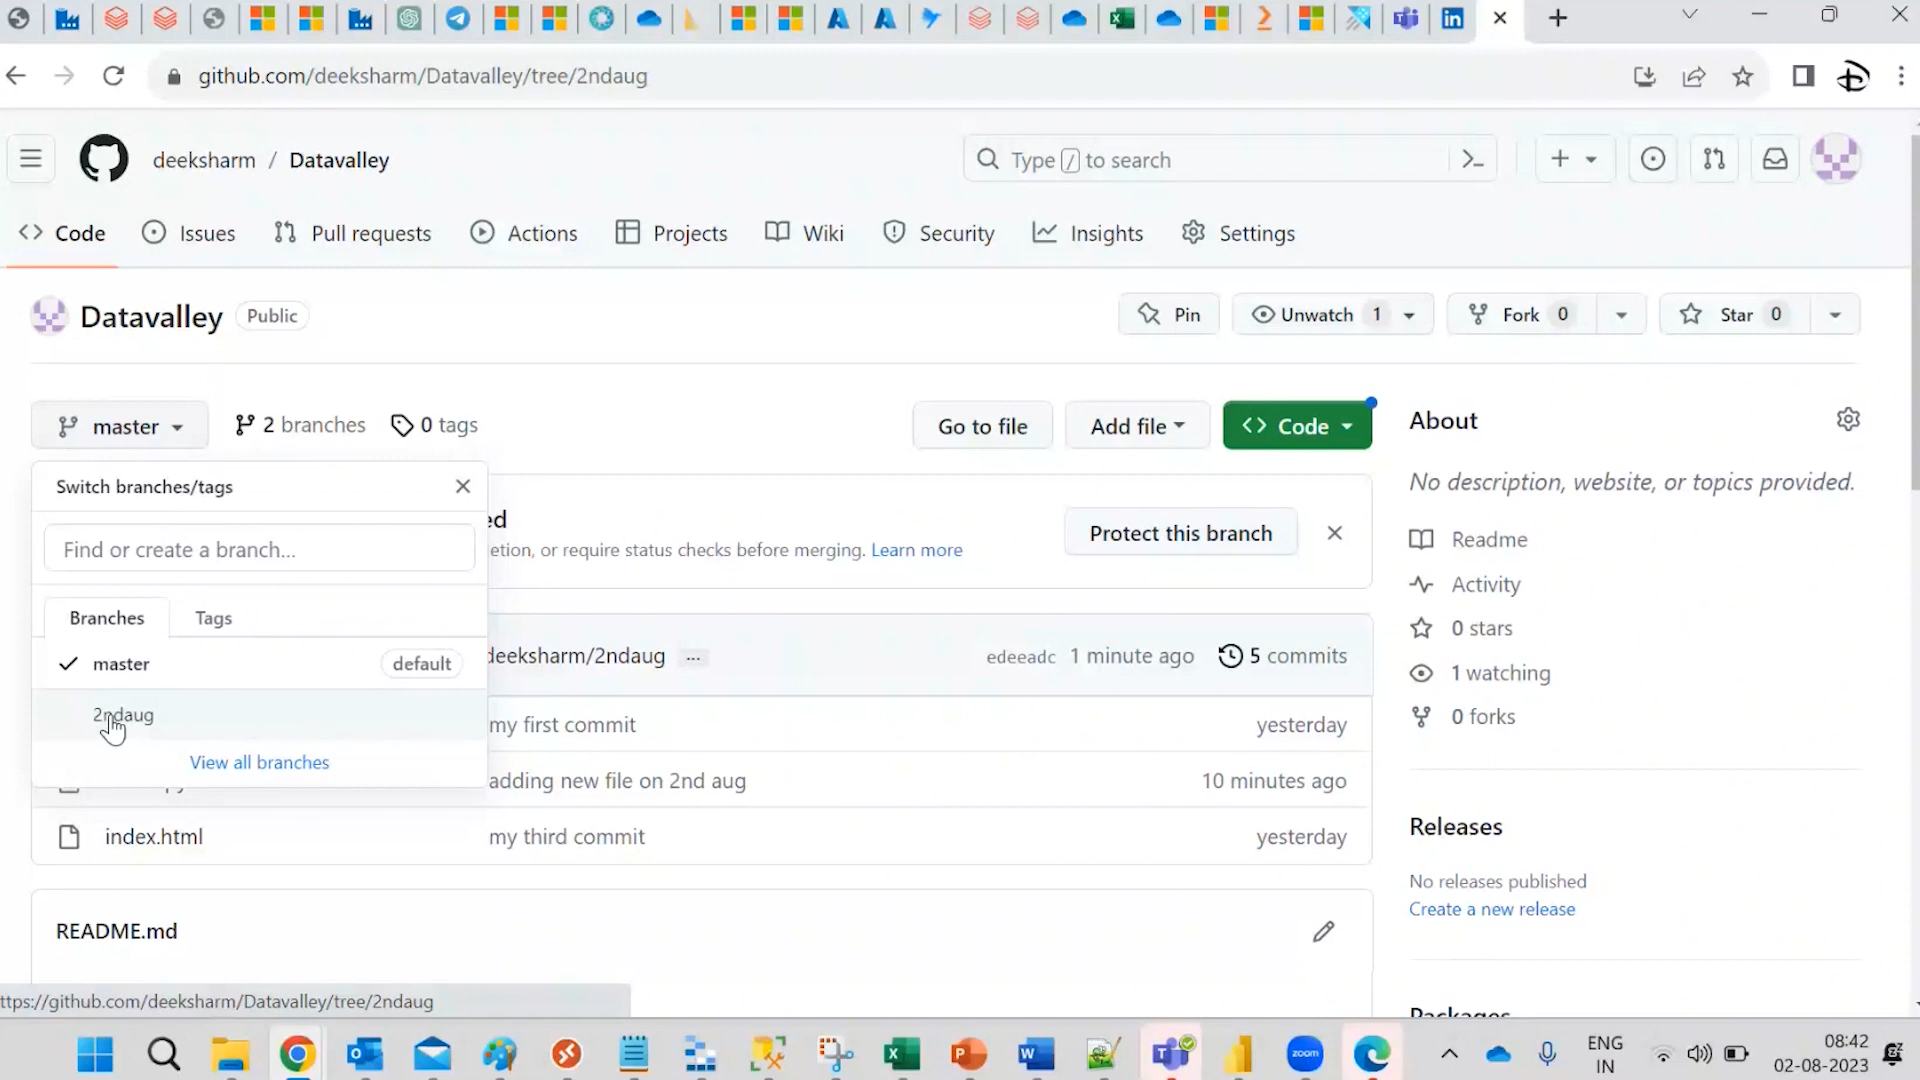 github.com/deeksharm/Datavalley/tree/2ndaug
deeksharm / Datavalley
Type / to search
Code Issues Pull requests Actions Projects Wiki Security Insights Settings
Datavalley Public
Pin Unwatch 1 Fork 0 Star 0
master 2 branches 0 tags
Go to file Add file Code
About
No description, website, or topics provided.
Switch branches/tags
ed
Find or create a branch...
etion, or require status checks before merging. Learn more
Protect this branch
Readme
Activity
0 stars
1 watching
0 forks
Branches Tags
master default
deeksharm/2ndaug ... edeeadc 1 minute ago 5 commits
2ndaug
my first commit yesterday
View all branches
adding new file on 2nd aug 10 minutes ago
index.html my third commit yesterday
Releases
No releases published
Create a new release
README.md
Packages
ttps://github.com/deeksharm/Datavalley/tree/2ndaug
zoom
ENG
IN
08:42
02-08-2023